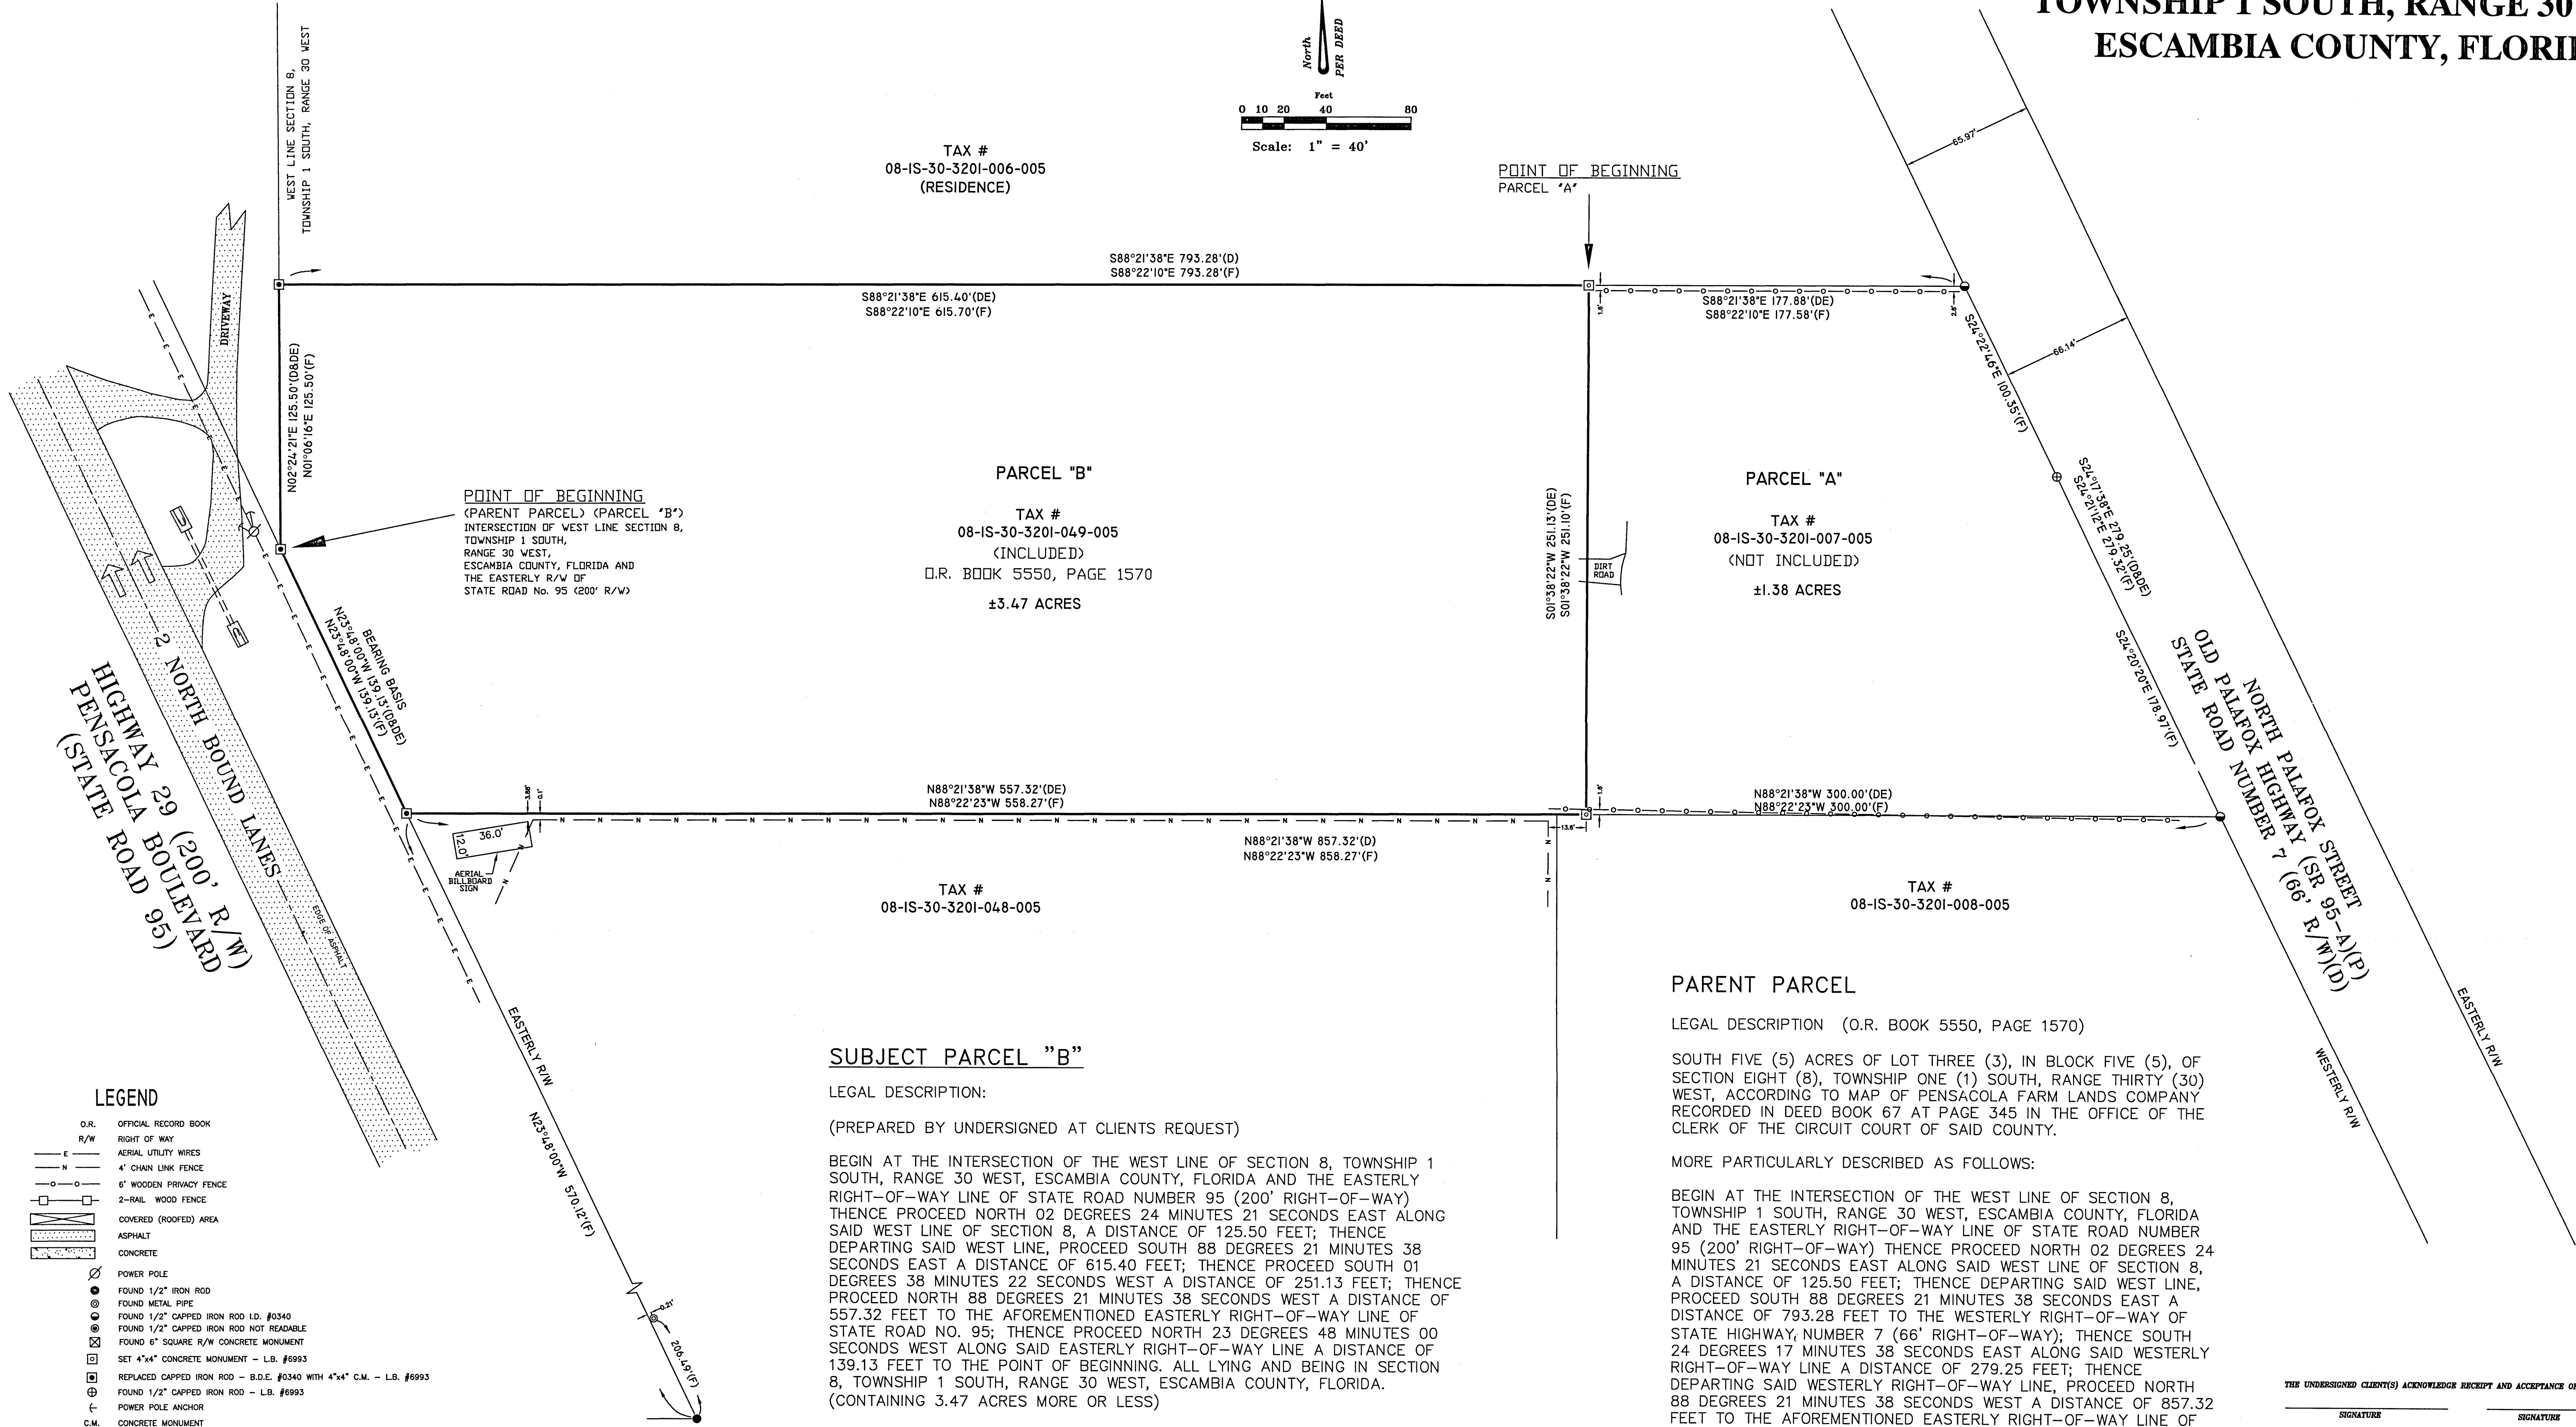 TOWNSHIP 1 SOUTH, RANGE 30
ESCAMBIA COUNTY,
WEST LINE SECTION 8,
TOWNSHIP 1 SOUTH, RANGE 30 WEST
North
PER DEED
Feet
0 10 20 40 80
Scale: 1" = 40'
TAX #
08-1S-30-3201-006-005
(RESIDENCE)
POINT OF BEGINNING
PARCEL "A"
65.97'
66.14'
S88°21'38"E 793.28'(D)
S88°22'10"E 793.28'(F)
S88°21'38"E 615.40'(DE)
S88°22'10"E 615.70'(F)
1.6'
S88°21'38"E 177.88'(DE)
S88°22'10"E 177.58'(F)
S24°22'46"E 100.35'(F)
DRIVEWAY
N02°24'21"E 125.50'(D&DE)
N01°06'16"E 125.50'(F)
POINT OF BEGINNING
(PARENT PARCEL) (PARCEL "B")
INTERSECTION OF WEST LINE SECTION 8,
TOWNSHIP 1 SOUTH,
RANGE 30 WEST,
ESCAMBIA COUNTY, FLORIDA AND
THE EASTERLY R/W OF
STATE ROAD No. 95 (200' R/W)
PARCEL "B"
TAX #
08-1S-30-3201-049-005
(INCLUDED)
O.R. BOOK 5550, PAGE 1570
±3.47 ACRES
S01°38'22"W 251.13'(DE)
S01°38'22"W 251.10'(F)
DIRT
ROAD
PARCEL "A"
TAX #
08-1S-30-3201-007-005
(NOT INCLUDED)
±1.38 ACRES
S24°17'38"E 279.25'(D&DE)
S24°21'12"E 279.32'(F)
S24°20'20"E 178.97'(F)
BEARING BASIS
N23°48'00"W 139.13'(D&DE)
N23°48'00"W 139.13'(F)
2 NORTH BOUND LANES
HIGHWAY 29 (200' R/W)
PENSACOLA BOULEVARD
(STATE ROAD 95)
EDGE OF ASPHALT
NORTH PALAFOX STREET
OLD PALAFOX HIGHWAY (SR 95-A)(P)
STATE ROAD NUMBER 7 (66' R/W)(D)
N88°21'38"W 557.32'(DE)
N88°22'23"W 558.27'(F)
3.88'
0.1'
36.0'
12.0'
AERIAL
BILLBOARD
SIGN
13.6'
1.8'
N88°21'38"W 300.00'(DE)
N88°22'23"W 300.00'(F)
N88°21'38"W 857.32'(D)
N88°22'23"W 858.27'(F)
TAX #
08-1S-30-3201-048-005
TAX #
08-1S-30-3201-008-005
EASTERLY R/W
N23°48'00"W 570.12'(F)
0.21'
206.49'(F)
EASTERLY R/W
WESTERLY R/W
LEGEND
O.R. OFFICIAL RECORD BOOK
R/W RIGHT OF WAY
E AERIAL UTILITY WIRES
N 4' CHAIN LINK FENCE
6' WOODEN PRIVACY FENCE
2-RAIL WOOD FENCE
COVERED (ROOFED) AREA
ASPHALT
CONCRETE
POWER POLE
FOUND 1/2" IRON ROD
FOUND METAL PIPE
FOUND 1/2" CAPPED IRON ROD I.D. #0340
FOUND 1/2" CAPPED IRON ROD NOT READABLE
FOUND 6" SQUARE R/W CONCRETE MONUMENT
SET 4"x4" CONCRETE MONUMENT - L.B. #6993
REPLACED CAPPED IRON ROD - B.D.E. #0340 WITH 4"x4" C.M. - L.B. #6993
FOUND 1/2" CAPPED IRON ROD - L.B. #6993
POWER POLE ANCHOR
C.M. CONCRETE MONUMENT
SUBJECT PARCEL "B"
LEGAL DESCRIPTION:
(PREPARED BY UNDERSIGNED AT CLIENTS REQUEST)
BEGIN AT THE INTERSECTION OF THE WEST LINE OF SECTION 8, TOWNSHIP 1
SOUTH, RANGE 30 WEST, ESCAMBIA COUNTY, FLORIDA AND THE EASTERLY
RIGHT-OF-WAY LINE OF STATE ROAD NUMBER 95 (200' RIGHT-OF-WAY)
THENCE PROCEED NORTH 02 DEGREES 24 MINUTES 21 SECONDS EAST ALONG
SAID WEST LINE OF SECTION 8, A DISTANCE OF 125.50 FEET; THENCE
DEPARTING SAID WEST LINE, PROCEED SOUTH 88 DEGREES 21 MINUTES 38
SECONDS EAST A DISTANCE OF 615.40 FEET; THENCE PROCEED SOUTH 01
DEGREES 38 MINUTES 22 SECONDS WEST A DISTANCE OF 251.13 FEET; THENCE
PROCEED NORTH 88 DEGREES 21 MINUTES 38 SECONDS WEST A DISTANCE OF
557.32 FEET TO THE AFOREMENTIONED EASTERLY RIGHT-OF-WAY LINE OF
STATE ROAD NO. 95; THENCE PROCEED NORTH 23 DEGREES 48 MINUTES 00
SECONDS WEST ALONG SAID EASTERLY RIGHT-OF-WAY LINE A DISTANCE OF
139.13 FEET TO THE POINT OF BEGINNING. ALL LYING AND BEING IN SECTION
8, TOWNSHIP 1 SOUTH, RANGE 30 WEST, ESCAMBIA COUNTY, FLORIDA.
(CONTAINING 3.47 ACRES MORE OR LESS)
PARENT PARCEL
LEGAL DESCRIPTION (O.R. BOOK 5550, PAGE 1570)
SOUTH FIVE (5) ACRES OF LOT THREE (3), IN BLOCK FIVE (5), OF
SECTION EIGHT (8), TOWNSHIP ONE (1) SOUTH, RANGE THIRTY (30)
WEST, ACCORDING TO MAP OF PENSACOLA FARM LANDS COMPANY
RECORDED IN DEED BOOK 67 AT PAGE 345 IN THE OFFICE OF THE
CLERK OF THE CIRCUIT COURT OF SAID COUNTY.
MORE PARTICULARLY DESCRIBED AS FOLLOWS:
BEGIN AT THE INTERSECTION OF THE WEST LINE OF SECTION 8,
TOWNSHIP 1 SOUTH, RANGE 30 WEST, ESCAMBIA COUNTY, FLORIDA
AND THE EASTERLY RIGHT-OF-WAY LINE OF STATE ROAD NUMBER
95 (200' RIGHT-OF-WAY) THENCE PROCEED NORTH 02 DEGREES 24
MINUTES 21 SECONDS EAST ALONG SAID WEST LINE OF SECTION 8,
A DISTANCE OF 125.50 FEET; THENCE DEPARTING SAID WEST LINE,
PROCEED SOUTH 88 DEGREES 21 MINUTES 38 SECONDS EAST A
DISTANCE OF 793.28 FEET TO THE WESTERLY RIGHT-OF-WAY OF
STATE HIGHWAY, NUMBER 7 (66' RIGHT-OF-WAY); THENCE SOUTH
24 DEGREES 17 MINUTES 38 SECONDS EAST ALONG SAID WESTERLY
RIGHT-OF-WAY LINE A DISTANCE OF 279.25 FEET; THENCE
DEPARTING SAID WESTERLY RIGHT-OF-WAY LINE, PROCEED NORTH
88 DEGREES 21 MINUTES 38 SECONDS WEST A DISTANCE OF 857.32
FEET TO THE AFOREMENTIONED EASTERLY RIGHT-OF-WAY LINE OF
THE UNDERSIGNED CLIENT(S) ACKNOWLEDGE RECEIPT AND ACCEPTANCE OF
SIGNATURE SIGNATURE